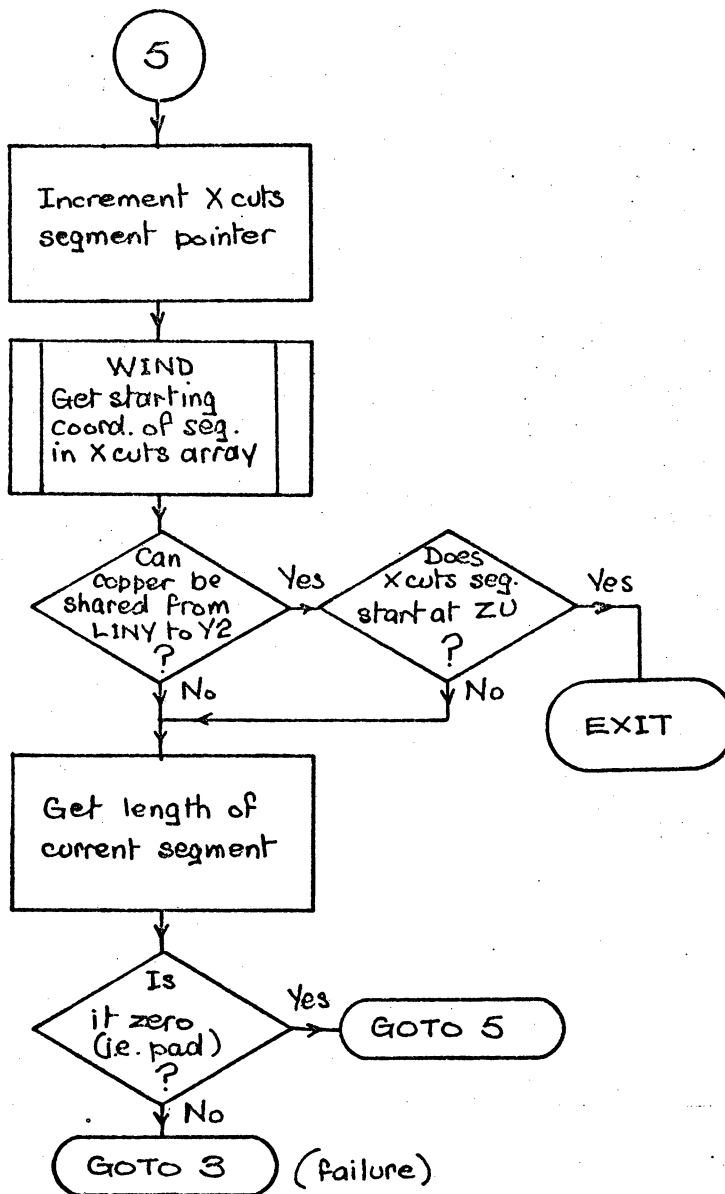 5
Increment X cuts
segment pointer
WIND
Get starting
coord. of seg.
in X cuts array
Can
copper be
shared from
LINY to Y2
?
Yes
No
Does
X cuts seg.
start at ZU
?
Yes
No
EXIT
Get length of
current segment
Is
it zero
(i.e. pad)
?
Yes
GOTO 5
No
GOTO 3
(failure)